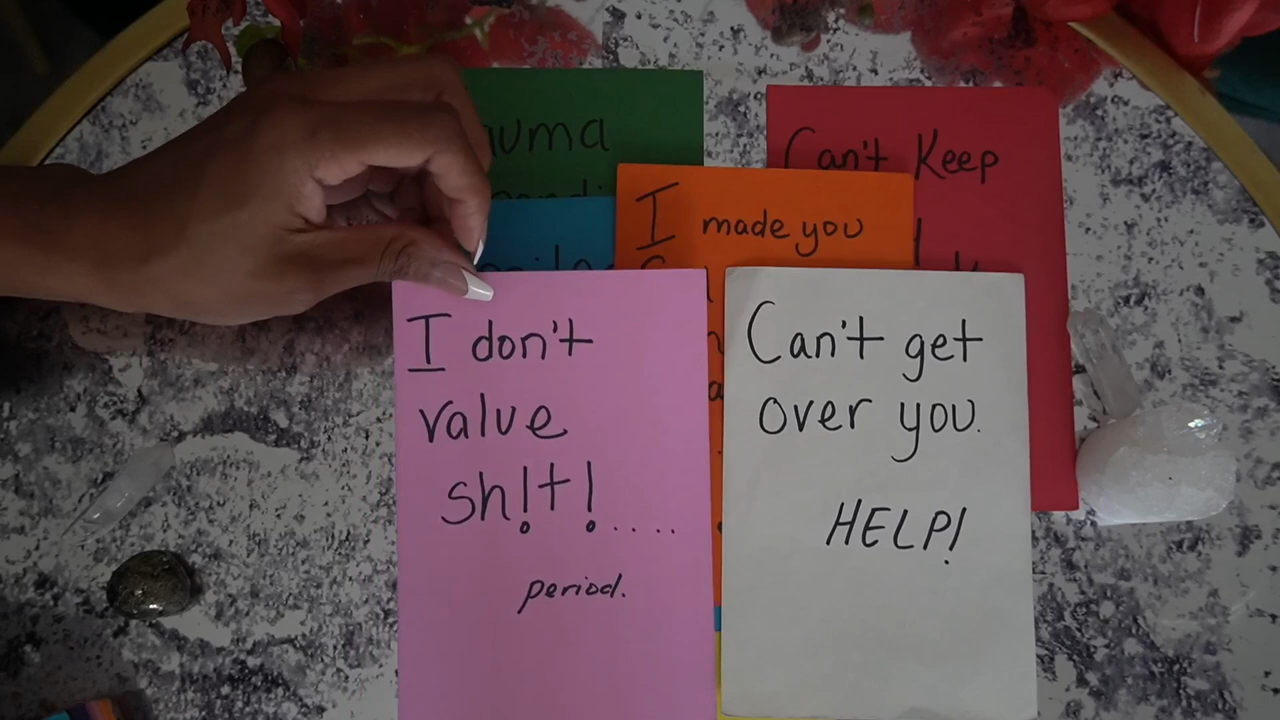 Can't Keep
I made you
I don't
value
sh!t!.....
period.
Can't get
over you.
HELP!